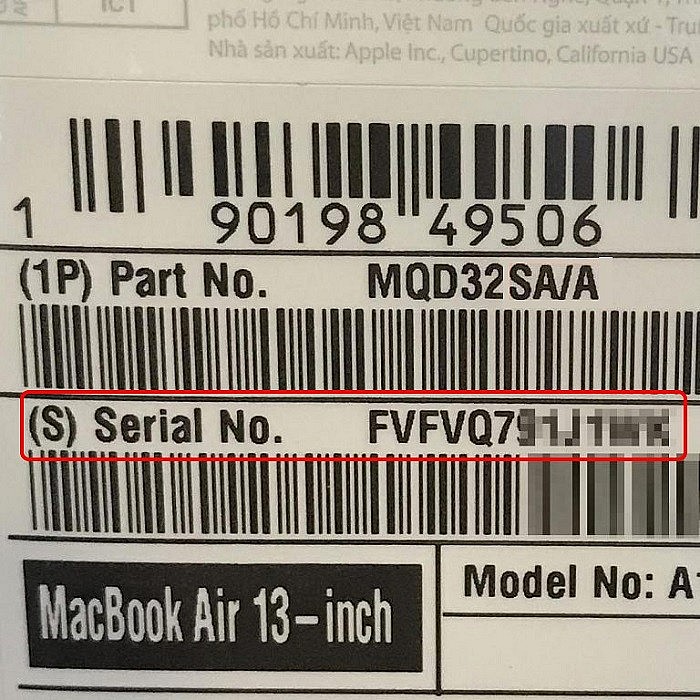 ICT
phố Hồ Chí Minh, Việt Nam Quốc gia xuất xứ -
Nhà sản xuất: Apple Inc., Cupertino, California USA
1 90198 49506
(1P) Part No. MQD32SA/A
(S) Serial No. FVFVQ7
MacBook Air 13-inch
Model No: